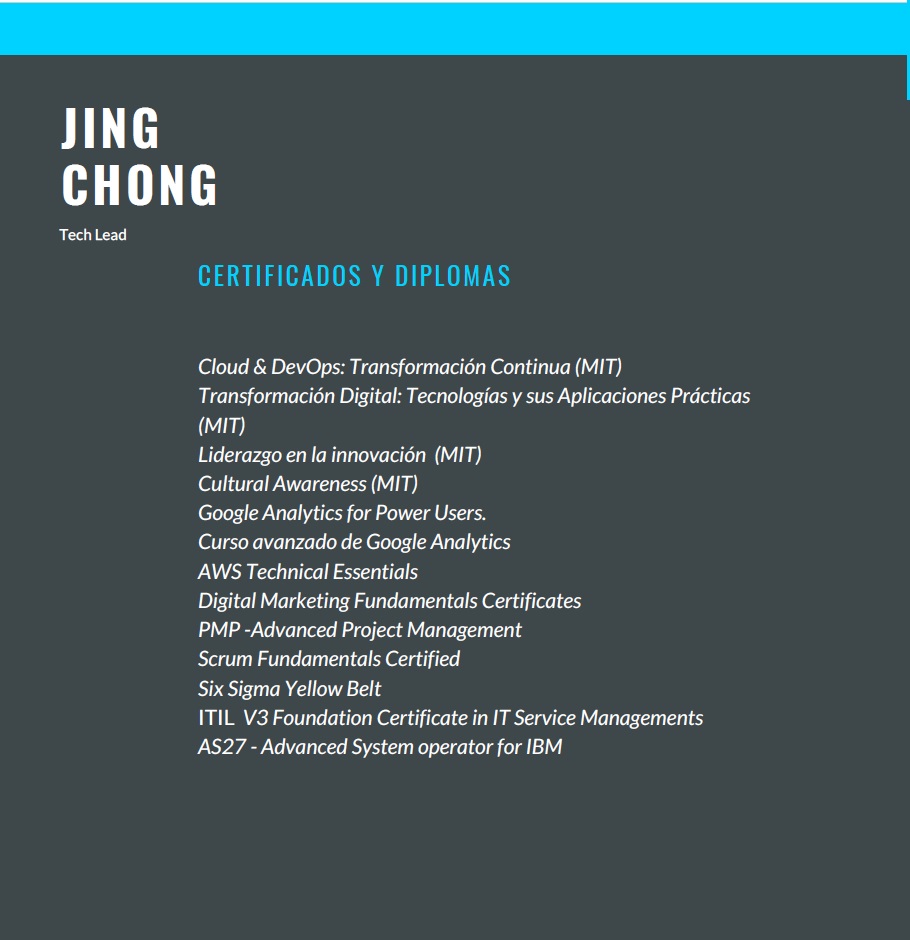 JING
CHONG
Tech Lead
CERTIFICADOS Y DIPLOMAS
Cloud & DevOps: Transformación Continua (MIT)
Transformación Digital: Tecnologías y sus Aplicaciones Prácticas
(MIT)
Liderazgo en la innovación (MIT)
Cultural Awareness (MIT)
Google Analytics for Power Users.
Curso avanzado de Google Analytics
AWS Technical Essentials
Digital Marketing Fundamentals Certificates
PMP -Advanced Project Management
Scrum Fundamentals Certified
Six Sigma Yellow Belt
ITIL V3 Foundation Certificate in IT Service Managements
AS27 - Advanced System operator for IBM